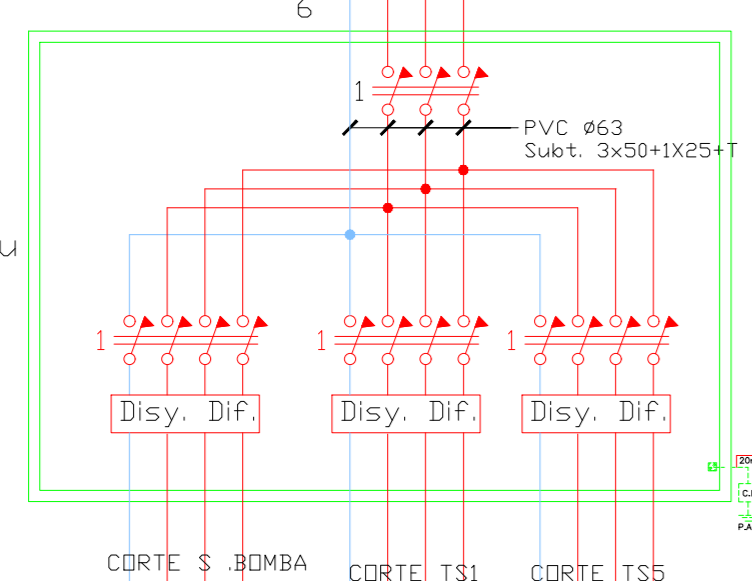 6
1
PVC Ø63
Subt. 3x50+1X25+T
1
1
1
Disy. Dif.
Disy. Dif.
Disy. Dif.
CORTE S .BOMBA
CORTE TS1
CORTE TS5